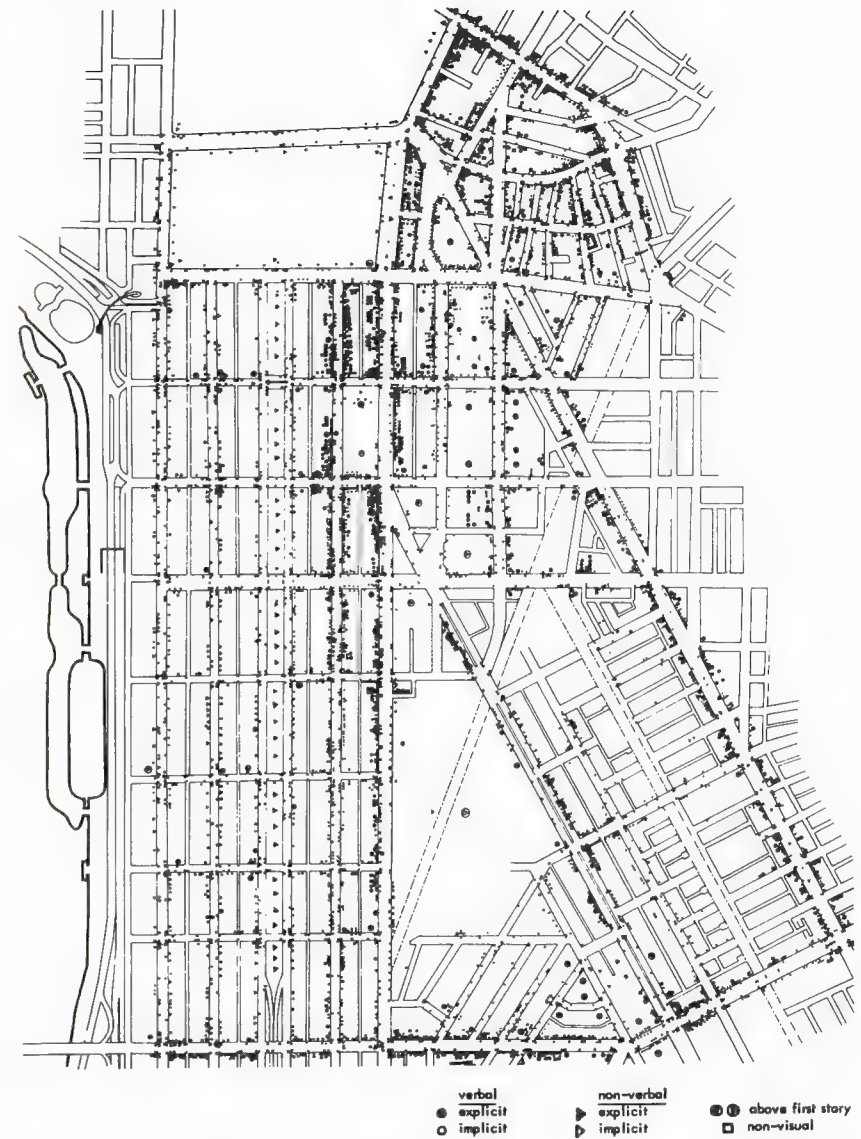 verbal non-verbal
explicit explicit above first story
implicit implicit non-visual